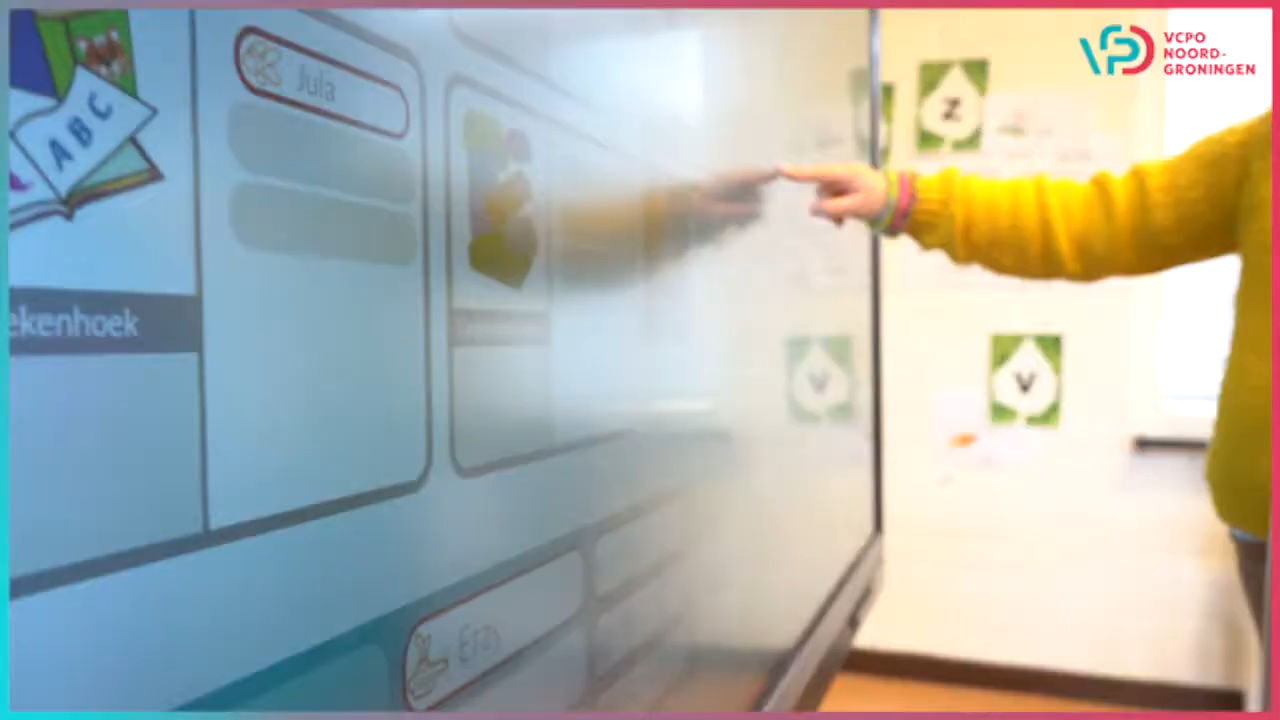 VCPO
NOORD-
GRONINGEN
Jula
ABC
Z
ekenhoek
V
V